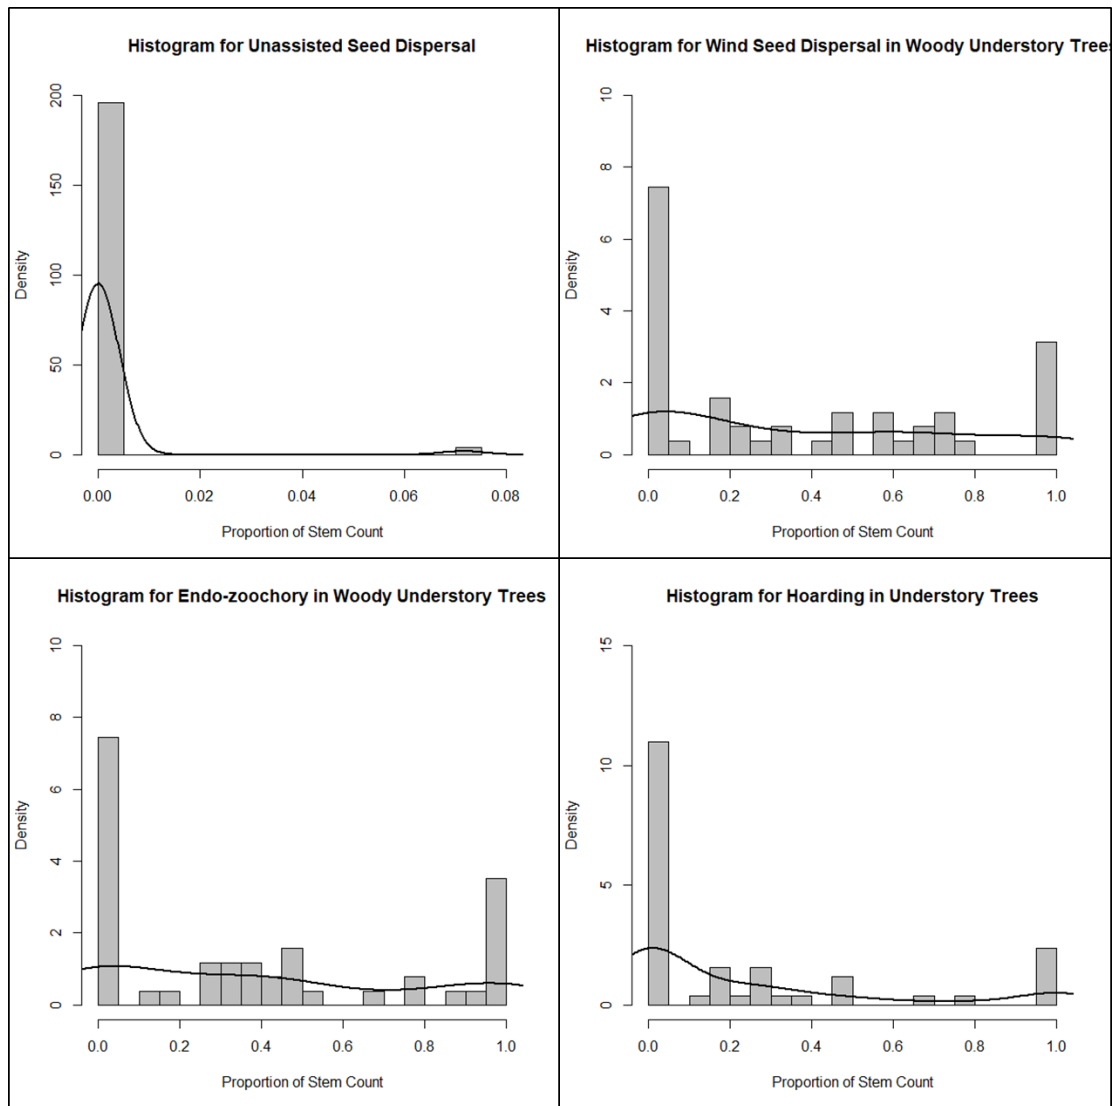 Histogram for Unassisted Seed Dispersal
200
150
100
50
0
Density
0.00 0.02 0.04 0.06 0.08
Proportion of Stem Count
Histogram for Wind Seed Dispersal in Woody Understory Trees
10
8
6
4
2
0
Density
0.0 0.2 0.4 0.6 0.8 1.0
Proportion of Stem Count
Histogram for Endo-zoochory in Woody Understory Trees
10
8
6
4
2
0
Density
0.0 0.2 0.4 0.6 0.8 1.0
Proportion of Stem Count
Histogram for Hoarding in Understory Trees
15
10
5
0
Density
0.0 0.2 0.4 0.6 0.8 1.0
Proportion of Stem Count